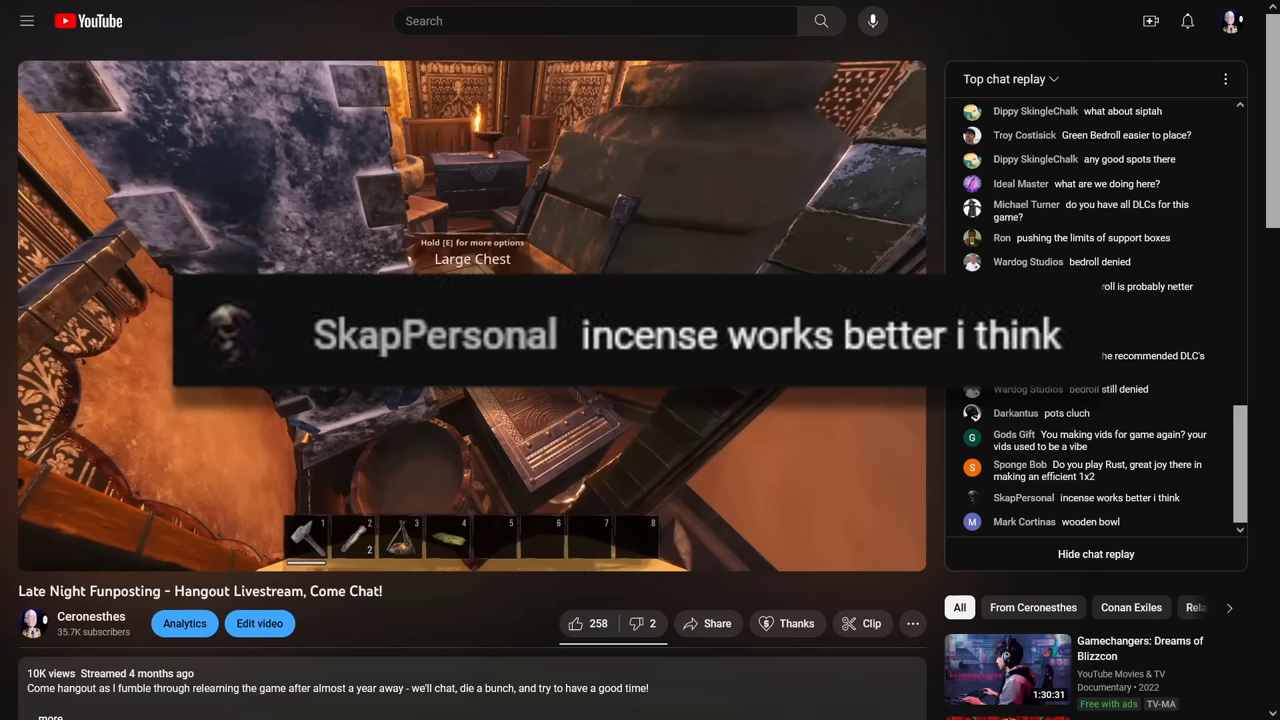 YouTube
Search
Top chat replay
Dippy SkingleChalk what about siptah
Troy Costisick Green Bedroll easier to place?
Dippy SkingleChalk any good spots there
Ideal Master what are we doing here?
Michael Turner do you have all DLCs for this
game?
Ron pushing the limits of support boxes
Wardog Studios bedroll denied
roll is probably netter
Hold [E] for more options
Large Chest
SkapPersonal incense works better i think
he recommended DLC's
Wardog Studios bedroll still denied
Darkantus pots cluch
G Gods Gift You making vids for game again? your
vids used to be a vibe
S Sponge Bob Do you play Rust, great joy there in
making an efficient 1x2
SkapPersonal incense works better i think
M Mark Cortinas wooden bowl
1 2 3 4 5 6 7 8
2
Hide chat replay
Late Night Funposting - Hangout Livestream, Come Chat!
Ceronesthes
35.7K subscribers
Analytics
Edit video
258
2
Share
Thanks
Clip
All
From Ceronesthes
Conan Exiles
Rela
10K views Streamed 4 months ago
Come hangout as I fumble through relearning the game after almost a year away - we'll chat, die a bunch, and try to have a good time!
more
Gamechangers: Dreams of
Blizzcon
YouTube Movies & TV
Documentary • 2022
Free with ads TV-MA
1:30:31